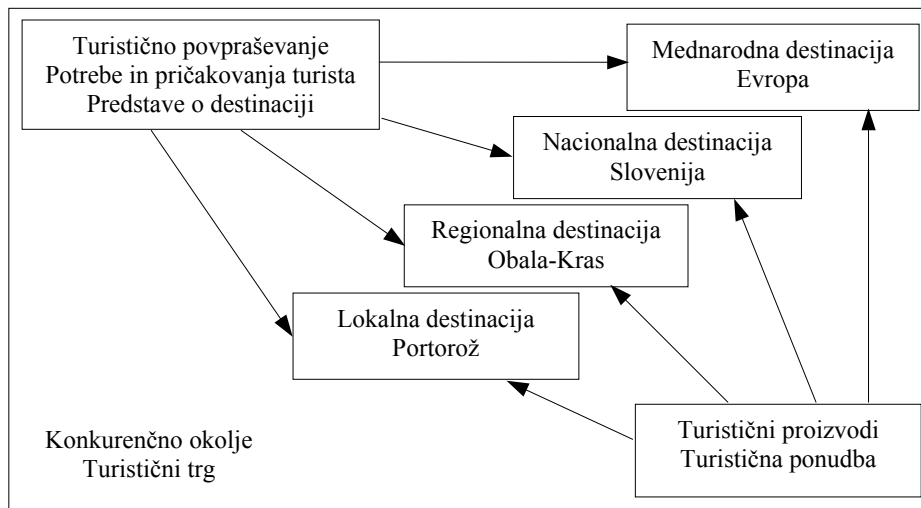 Turistično povpraševanje
Potrebe in pričakovanja turista
Predstave o destinaciji
Mednarodna destinacija
Evropa
Nacionalna destinacija
Slovenija
Regionalna destinacija
Obala-Kras
Lokalna destinacija
Portorož
Turistični proizvodi
Turistična ponudba
Konkurenčno okolje
Turistični trg